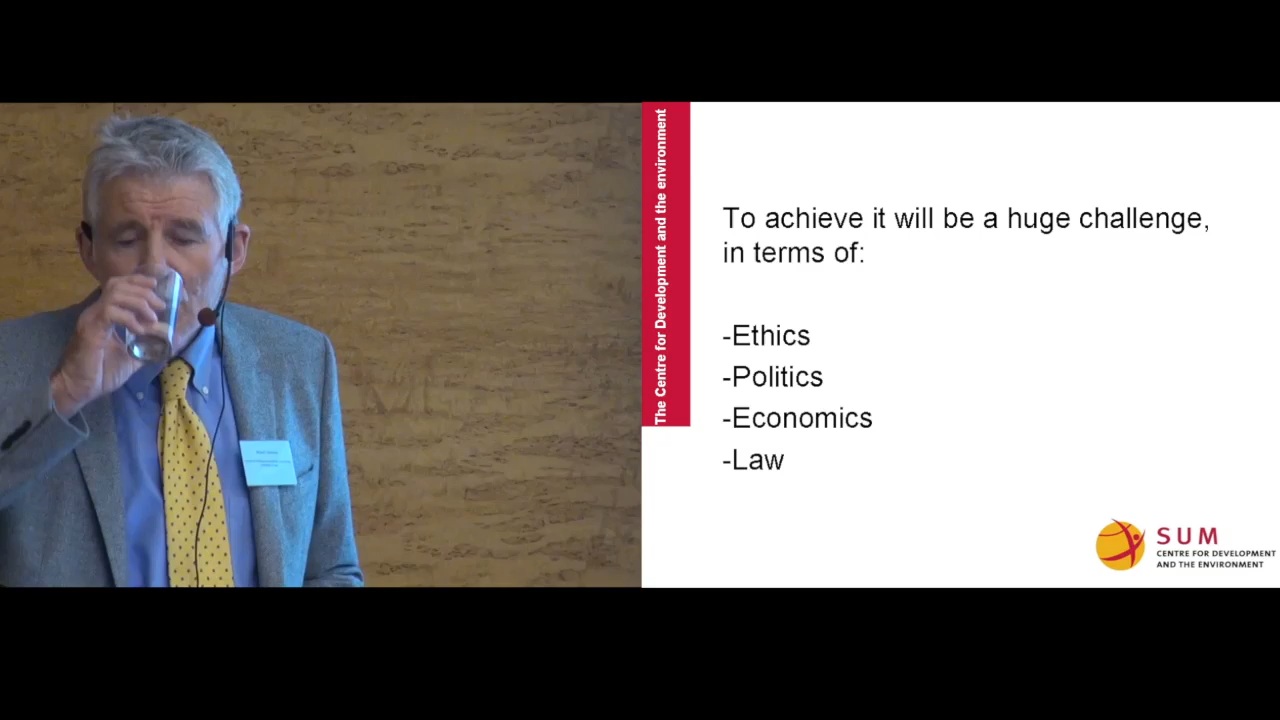 The Centre for Development and the environment
To achieve it will be a huge challenge,
in terms of:
-Ethics
-Politics
-Economics
-Law
SUM
CENTRE FOR DEVELOPMENT
AND THE ENVIRONMENT